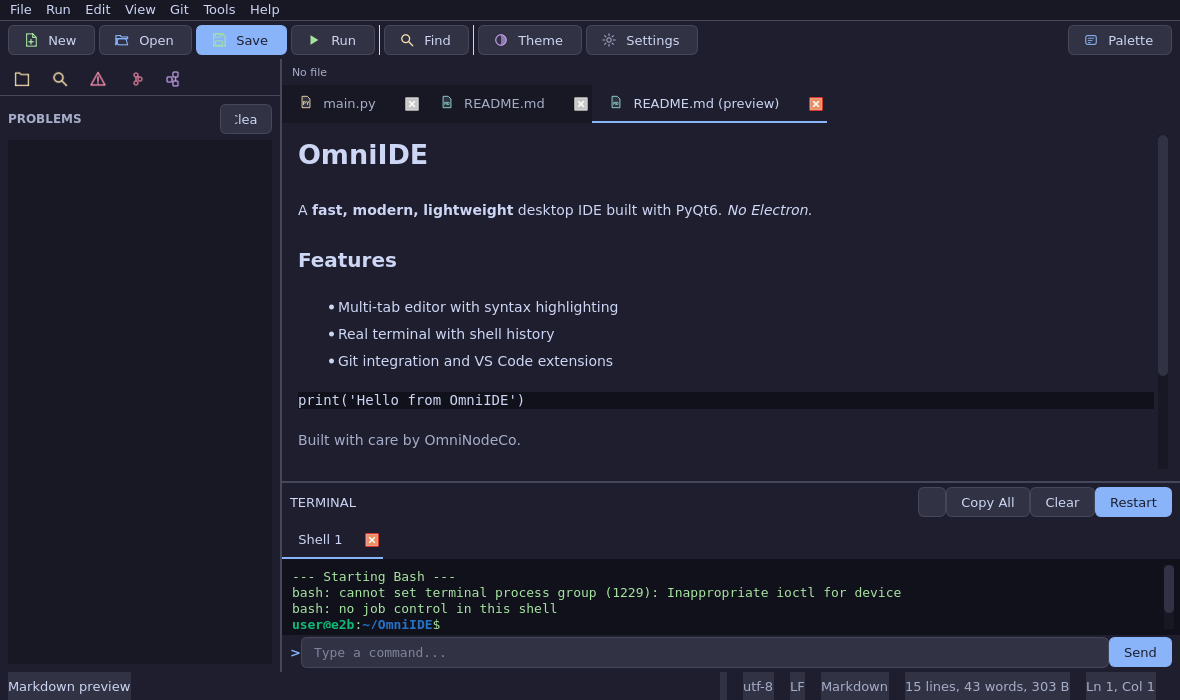 File Run Edit View Git Tools Help
New Open Save Run Find Theme Settings Palette
No file
main.py README.md README.md (preview)
PROBLEMS
OmniIDE
A fast, modern, lightweight desktop IDE built with PyQt6. No Electron.
Features
• Multi-tab editor with syntax highlighting
• Real terminal with shell history
• Git integration and VS Code extensions
print('Hello from OmniIDE')
Built with care by OmniNodeCo.
TERMINAL Copy All Clear Restart
Shell 1
--- Starting Bash ---
bash: cannot set terminal process group (1229): Inappropriate ioctl for device
bash: no job control in this shell
user@e2b:~/OmniIDE$
> Type a command... Send
Markdown preview utf-8 LF Markdown 15 lines, 43 words, 303 B Ln 1, Col 1